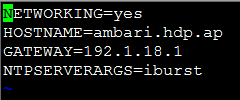 NETWORKING=yes
HOSTNAME=ambari.hdp.ap
GATEWAY=192.1.18.1
NTPSERVERARGS=iburst
~